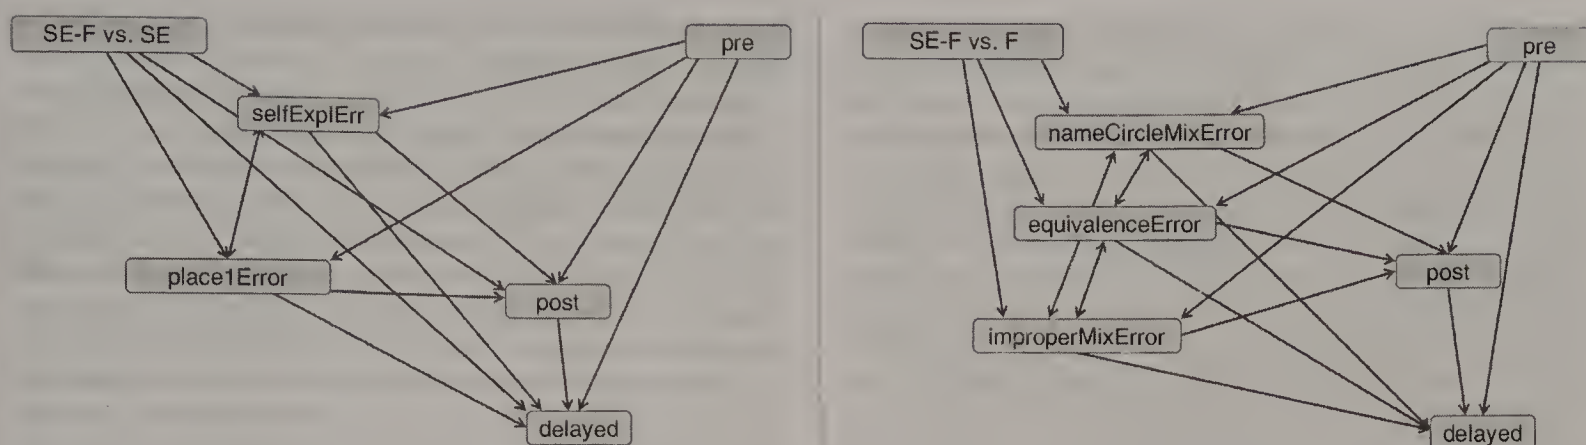 SE-F vs. SE
pre
selfExplErr
place1Error
post
delayed
SE-F vs. F
pre
nameCircleMixError
equivalenceError
post
improperMixError
delayed